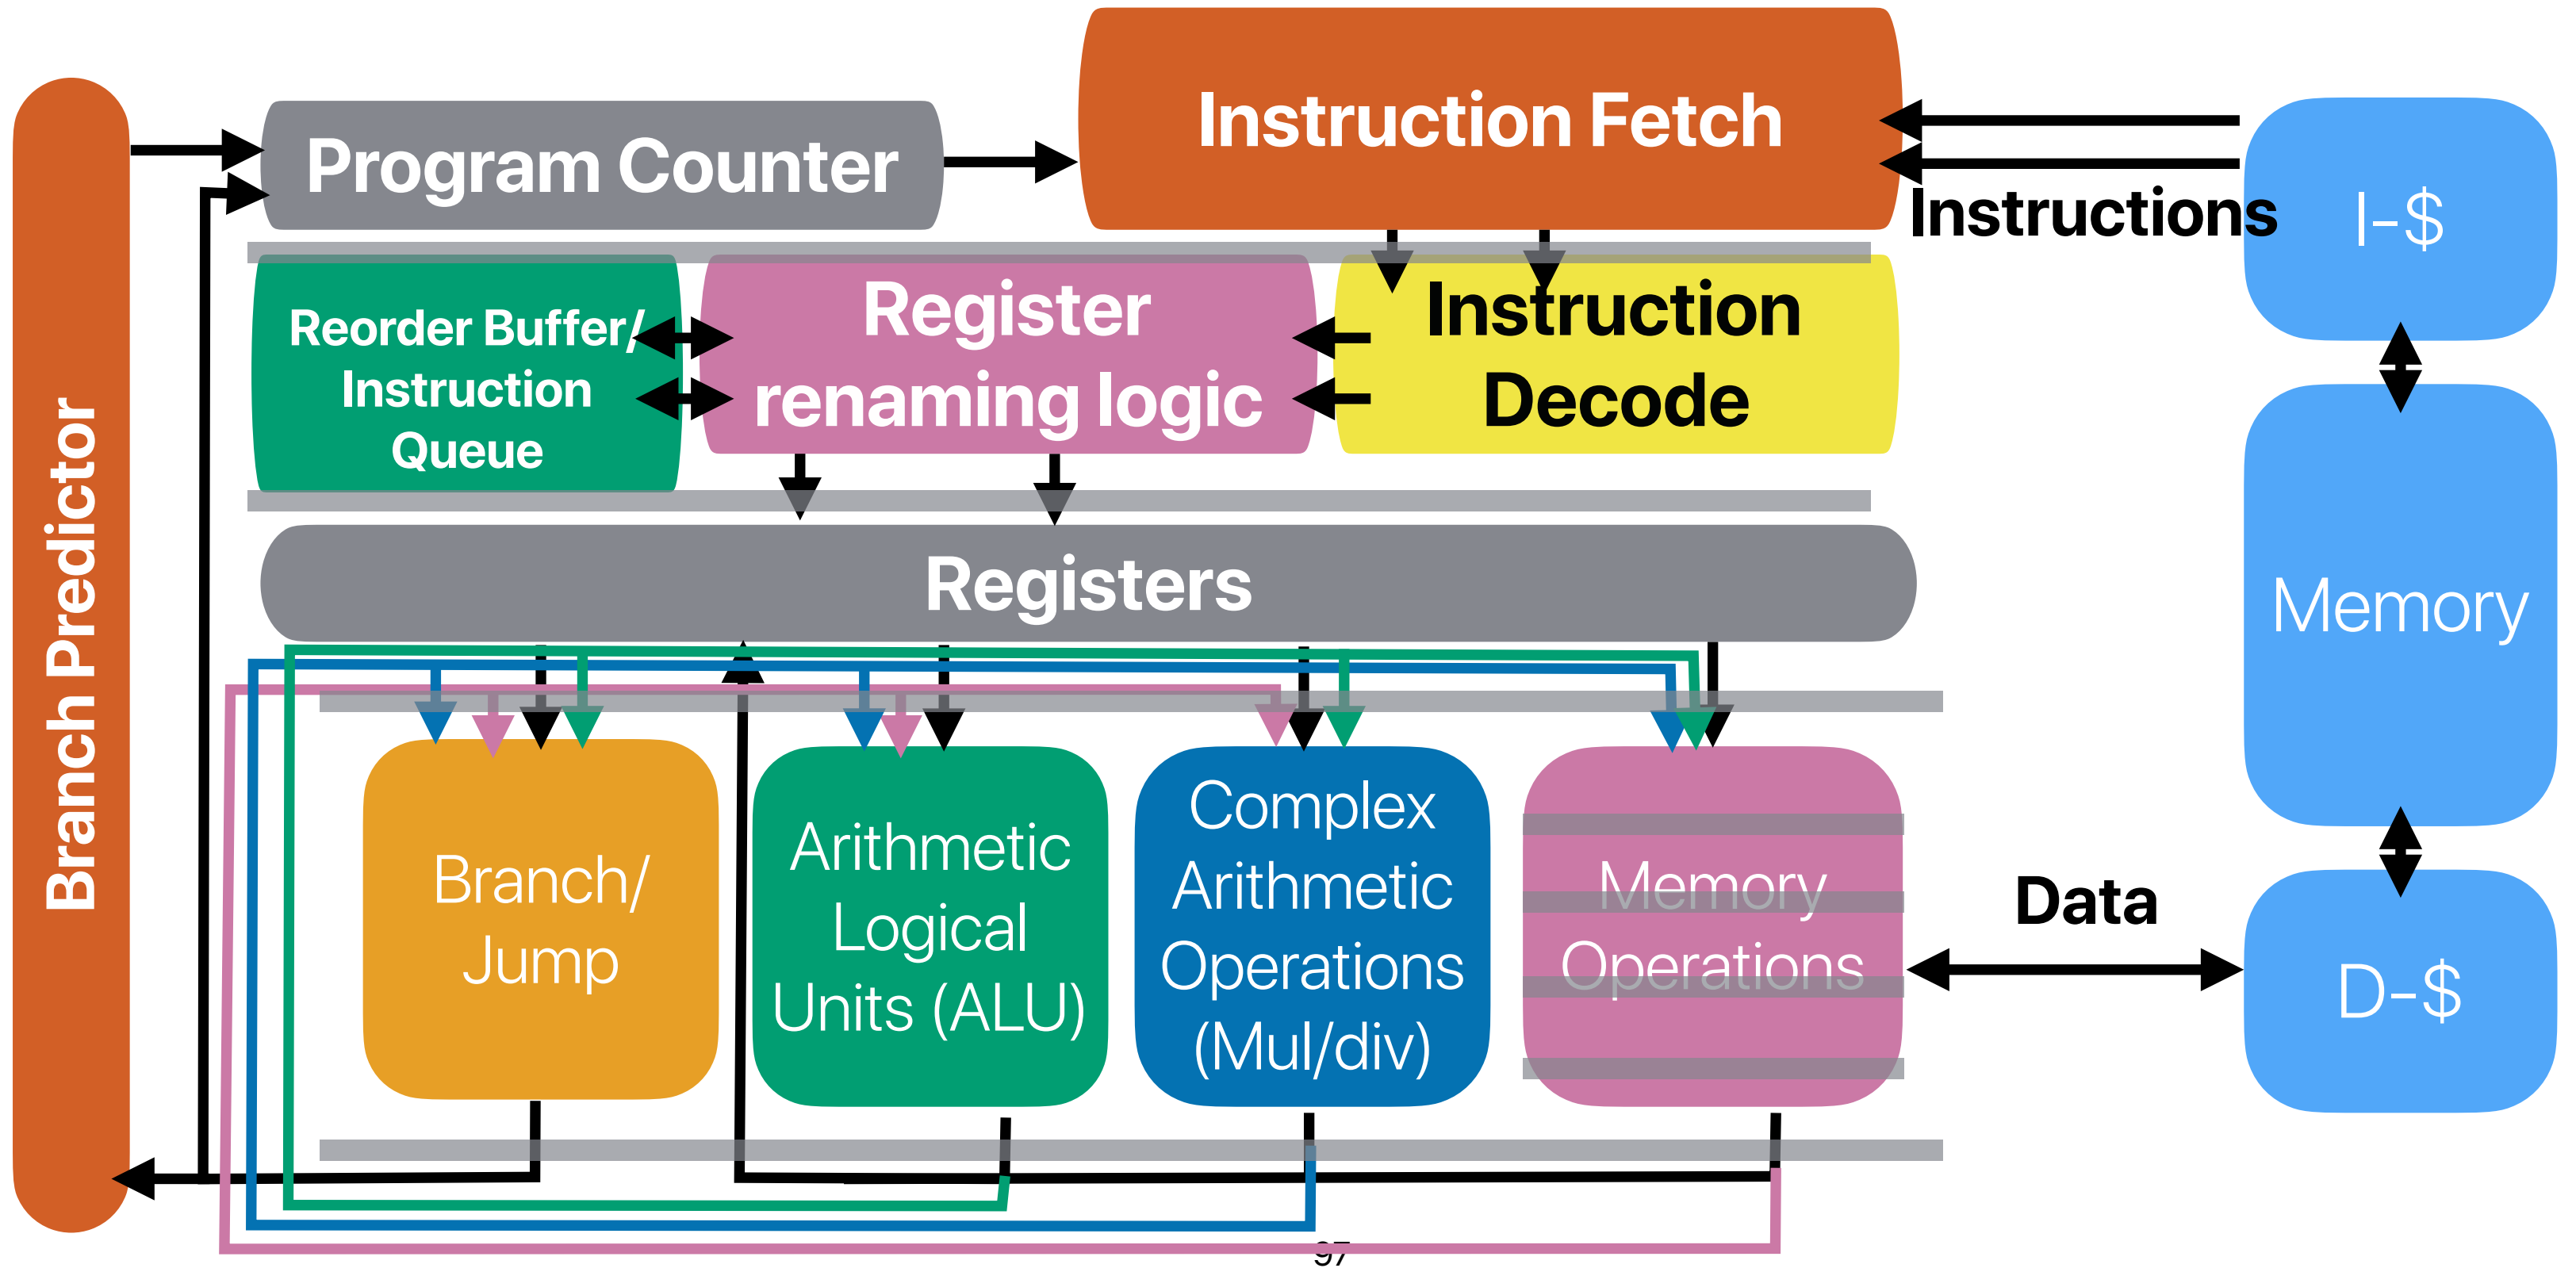 Branch Predictor
Program Counter
Instruction Fetch
Instructions
I-$
Reorder Buffer/
Instruction
Queue
Register
renaming logic
Instruction
Decode
Registers
Memory
Branch/
Jump
Arithmetic
Logical
Units (ALU)
Complex
Arithmetic
Operations
(Mul/div)
Memory
Operations
Data
D-$
97